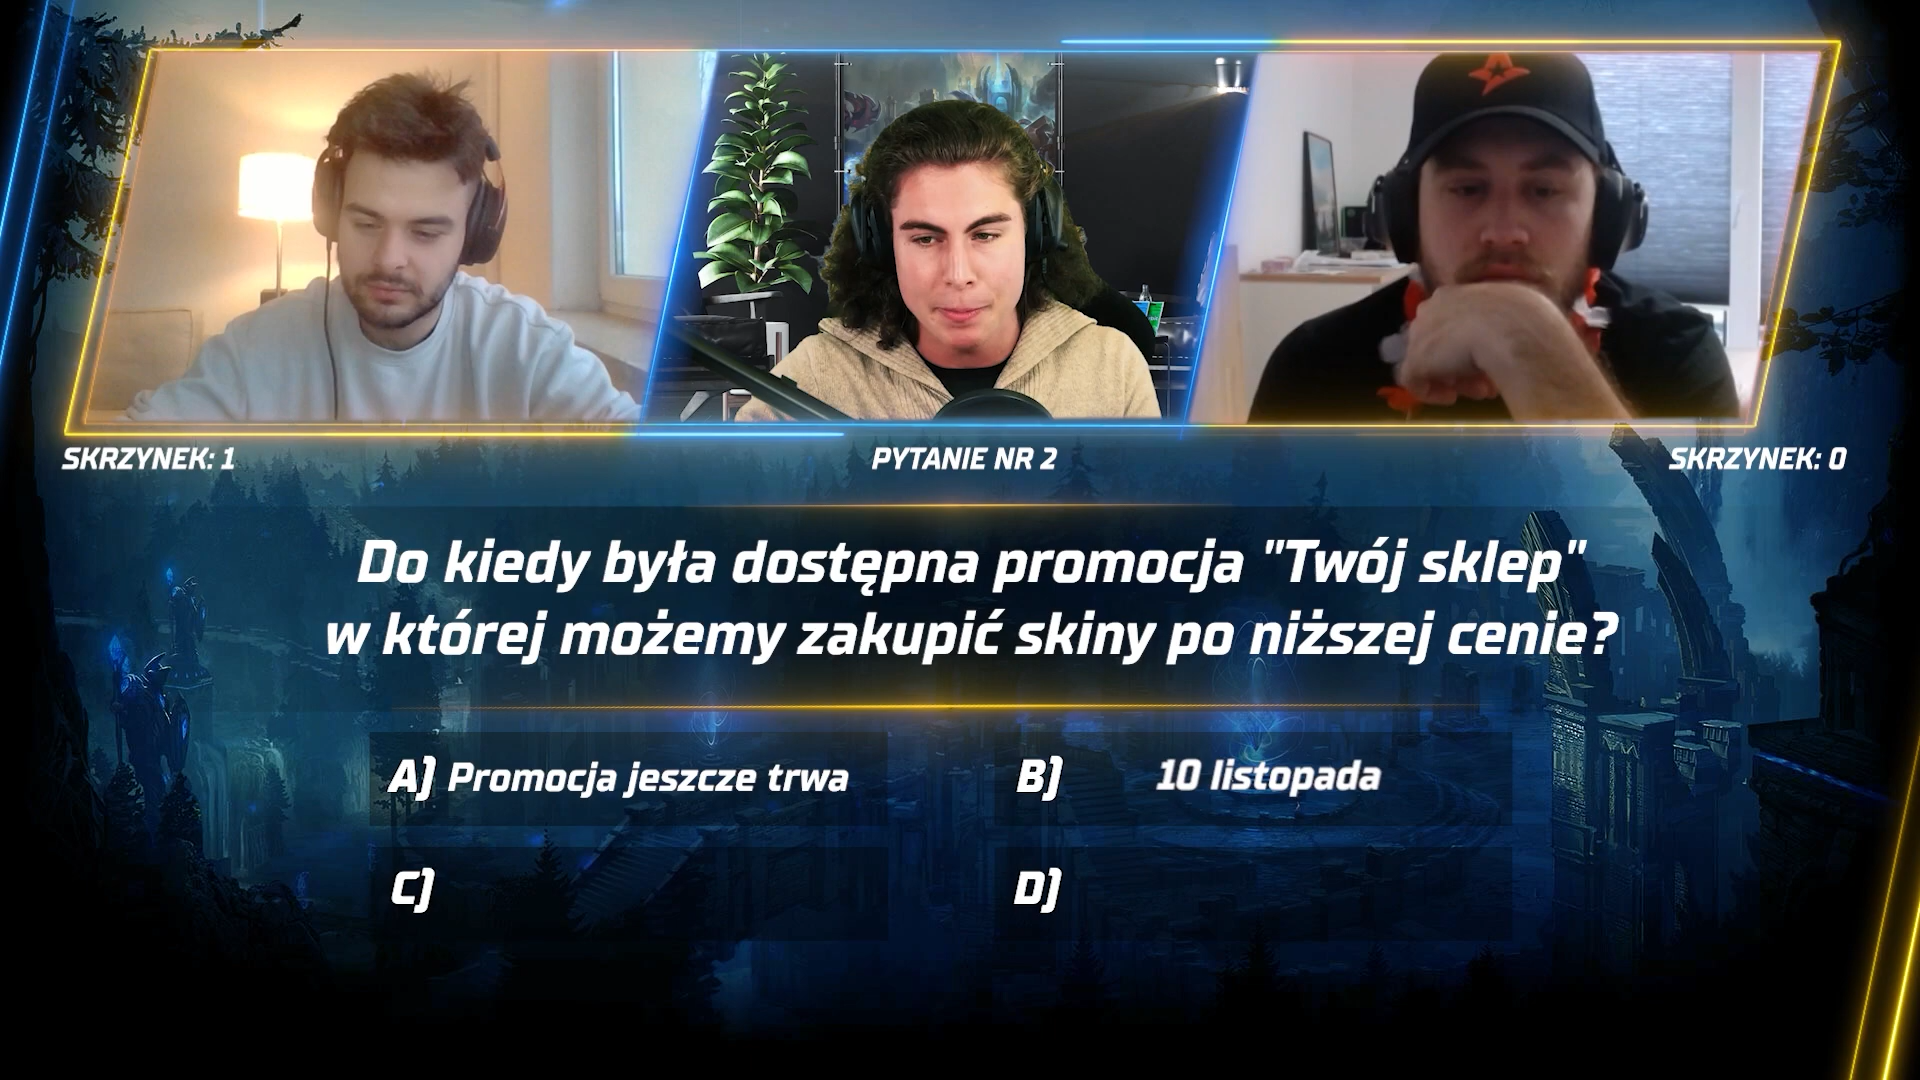 SKRZYNEK: 1
PYTANIE NR 2
SKRZYNEK: 0
Do kiedy była dostępna promocja "Twój sklep"
w której możemy zakupić skiny po niższej cenie?
A) Promocja jeszcze trwa
B) 10 listopada
C)
D)